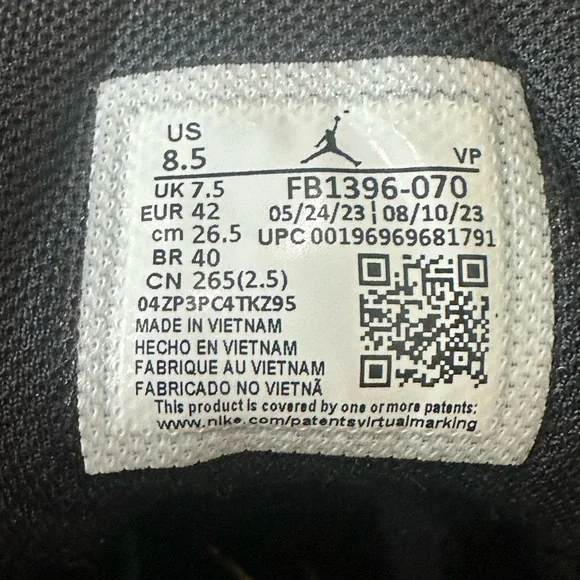 US
8.5
VP
UK 7.5
FB1396-070
EUR 42
05/24/23 | 08/10/23
cm 26.5
UPC 00196969681791
BR 40
CN 265(2.5)
04ZP3PC4TKZ95
MADE IN VIETNAM
HECHO EN VIETNAM
FABRIQUE AU VIETNAM
FABRICADO NO VIETNÃ
This product is covered by one or more patents:
www.nike.com/patentsvirtualmarking